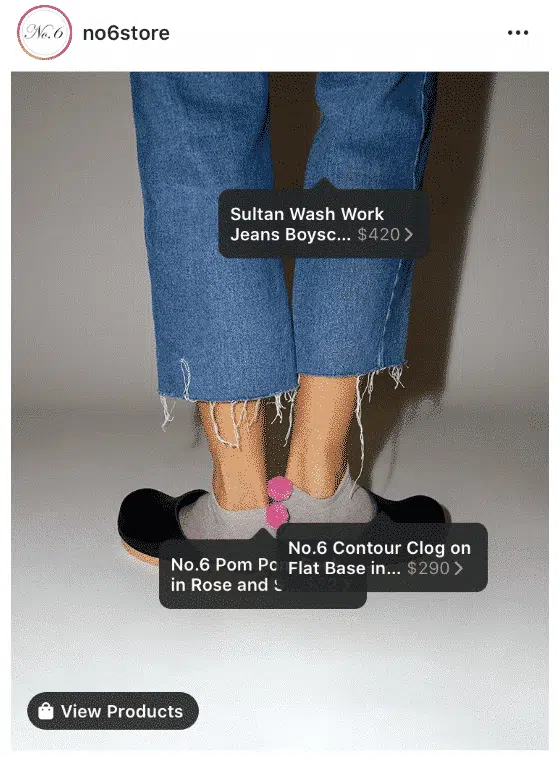 No.6
no6store
Sultan Wash Work
Jeans Boysc... $420
No.6 Contour Clog on
Flat Base in... $290
No.6 Pom
in Rose and
View Products